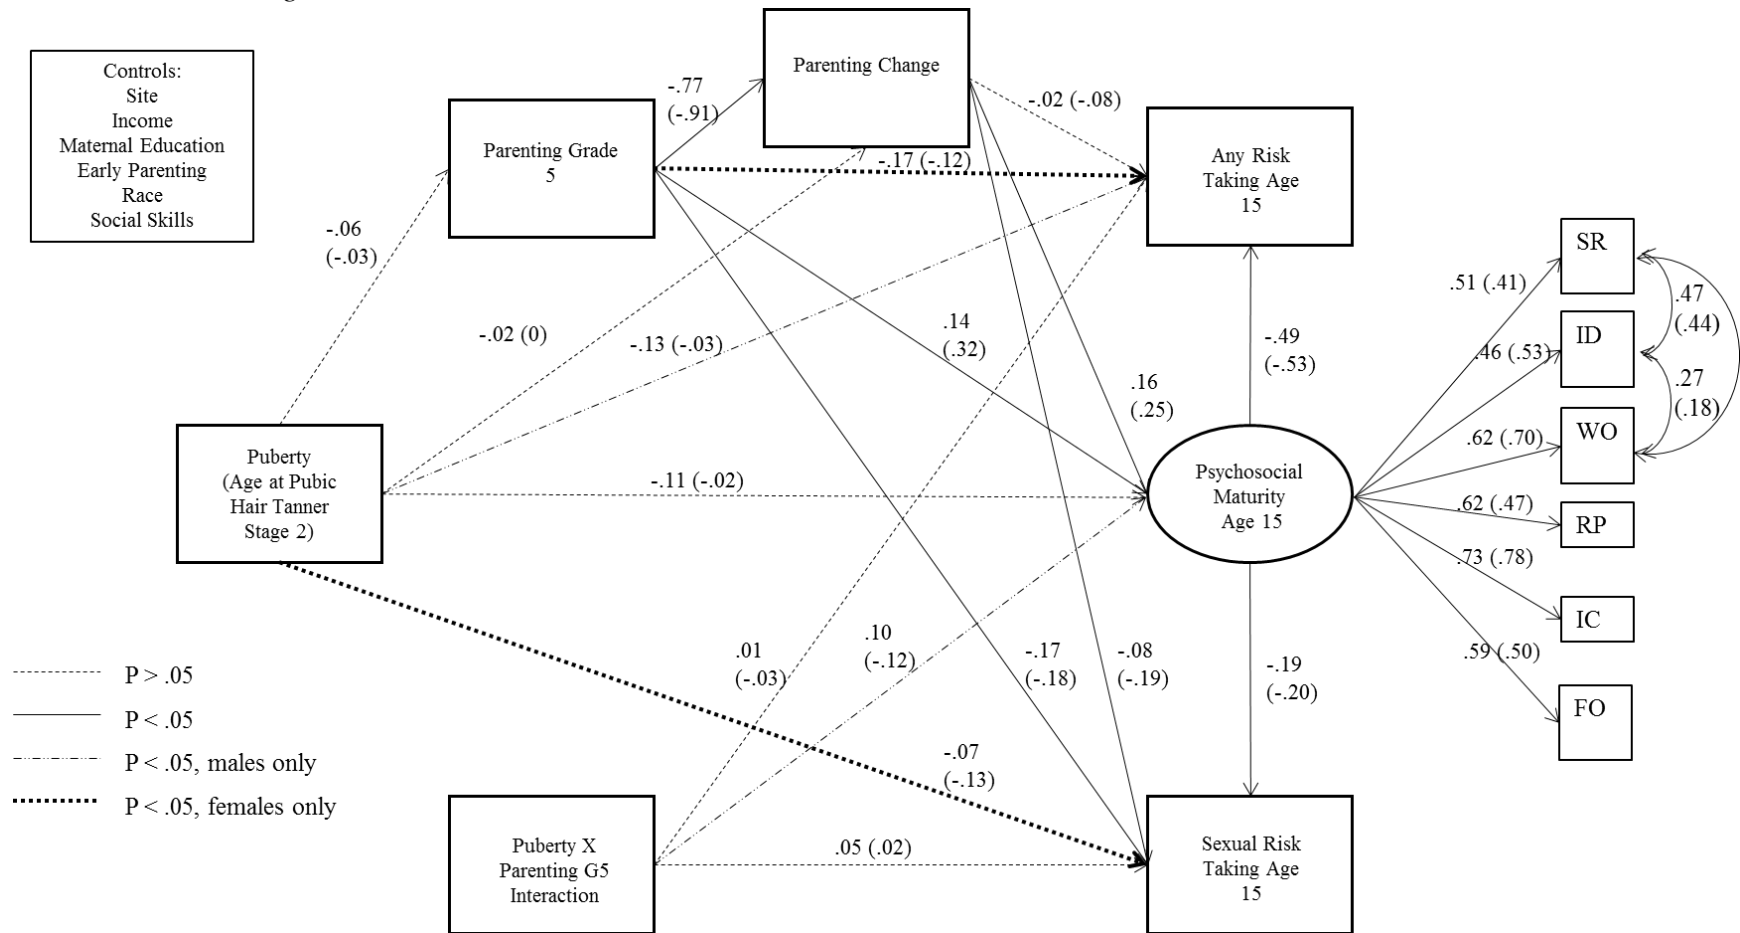 Controls:
Site
Income
Maternal Education
Early Parenting
Race
Social Skills
Parenting Change
Parenting Grade
5
Any Risk
Taking Age
15
Puberty
(Age at Pubic
Hair Tanner
Stage 2)
Psychosocial
Maturity
Age 15
Puberty X
Parenting G5
Interaction
Sexual Risk
Taking Age
15
SR
ID
WO
RP
IC
FO
-.77
(-.91)
-.02 (-.08)
-.17 (-.12)
-.06
(-.03)
-.02 (0)
-.13 (-.03)
.14
(.32)
.16
(.25)
-.49
(-.53)
-.11 (-.02)
.01
(-.03)
.10
(-.12)
-.17
(-.18)
-.08
(-.19)
-.19
(-.20)
-.07
(-.13)
.05 (.02)
.51 (.41)
.46 (.53)
.62 (.70)
.62 (.47)
.73 (.78)
.59 (.50)
.47
(.44)
.27
(.18)
P > .05
P < .05
P < .05, males only
P < .05, females only